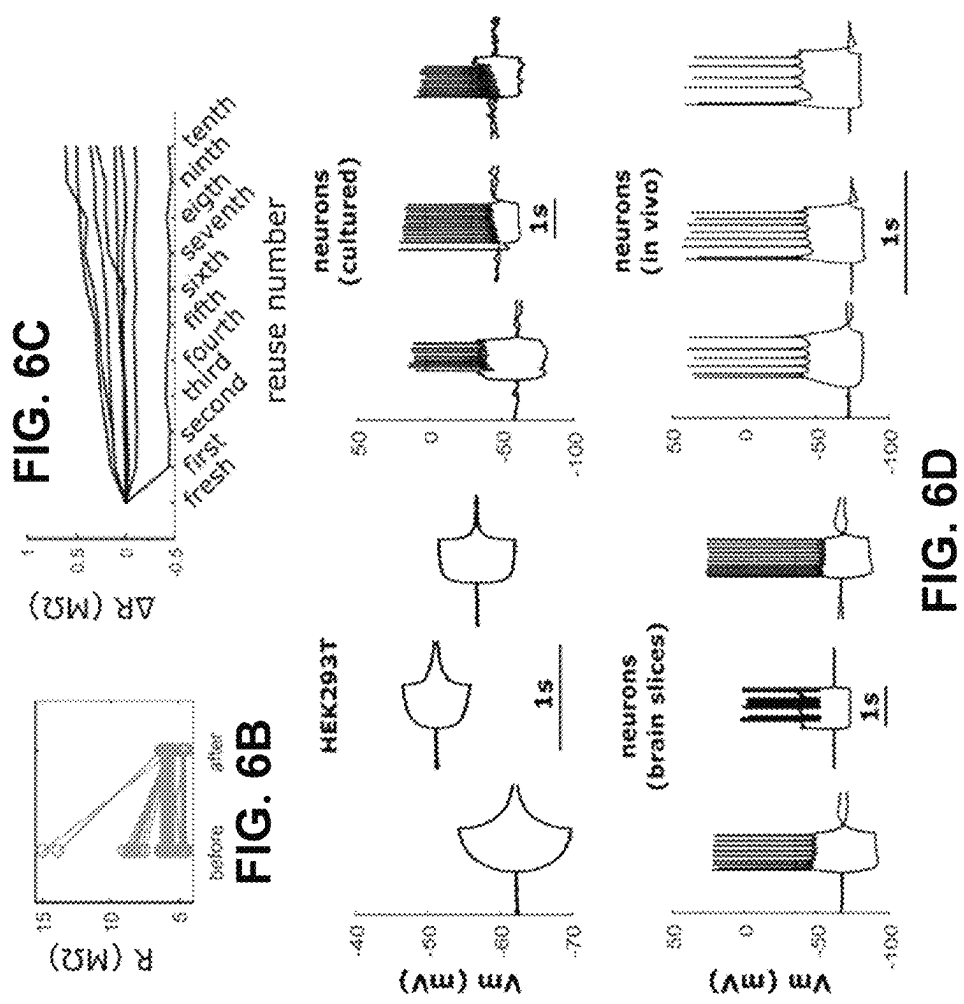 FIG. 6B
R (MΩ)
15
10
5
before
after
FIG. 6C
ΔR (MΩ)
1
0.5
0
-0.5
fresh
first
second
third
fourth
fifth
sixth
seventh
eigth
ninth
tenth
reuse number
HEK293T
Vm (mV)
-40
-50
-60
-70
1s
neurons
(cultured)
50
0
-50
-100
1s
neurons
(brain slices)
Vm (mV)
50
0
-50
-100
1s
neurons
(in vivo)
50
0
-50
-100
1s
FIG. 6D